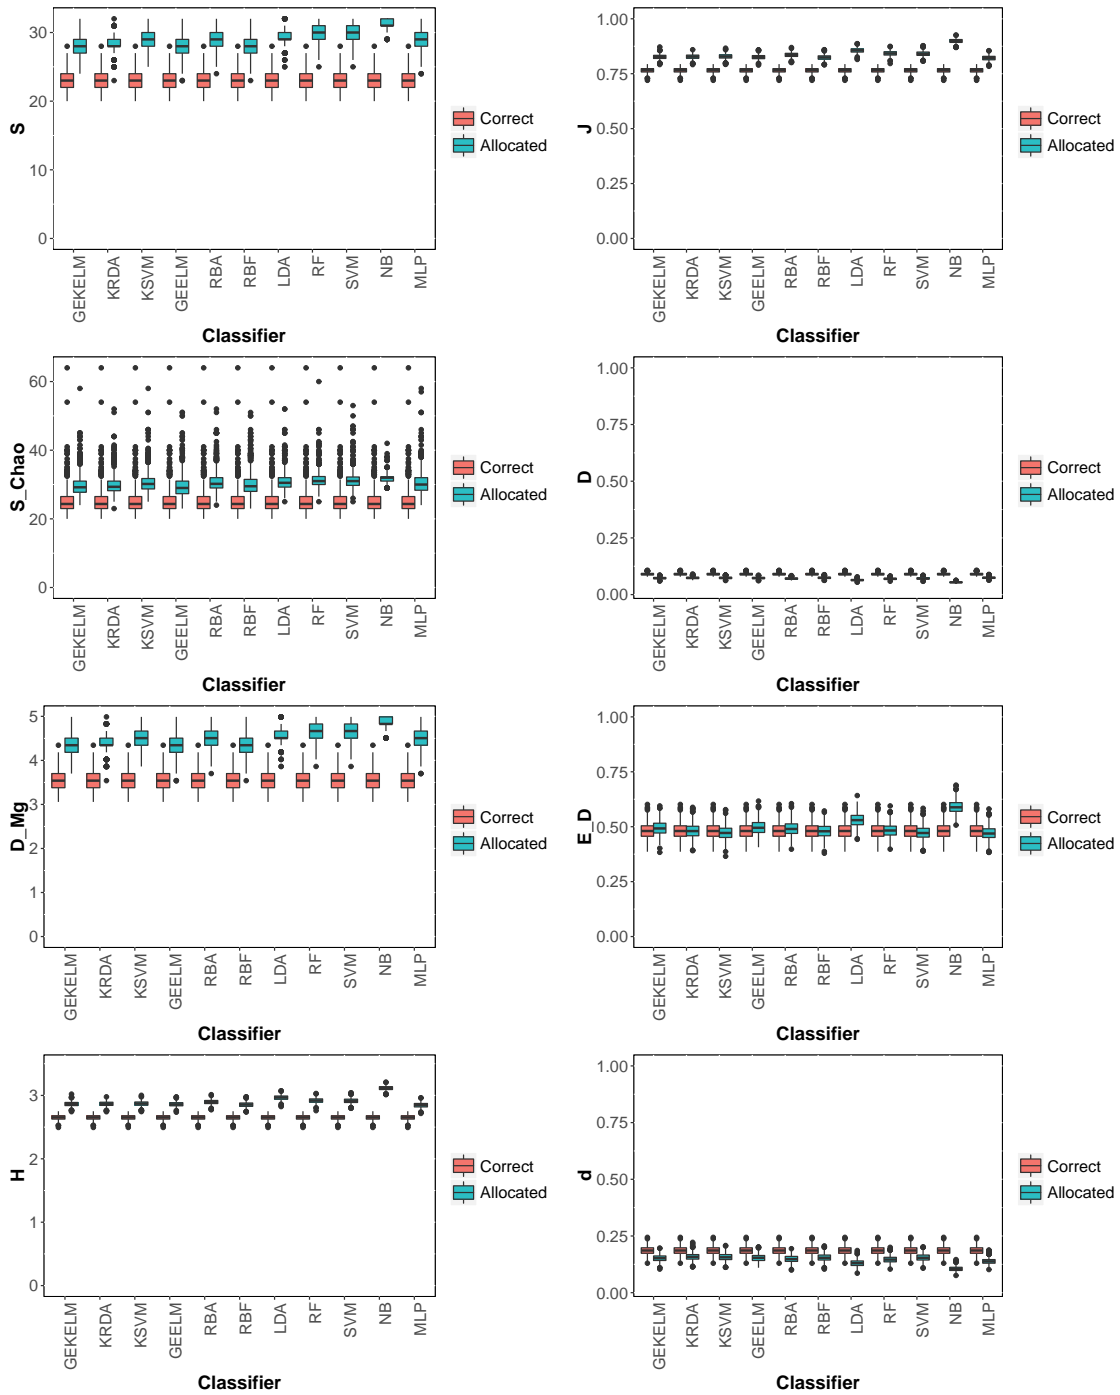 S
30
20
10
0
GEKELM
KRDA
KSVM
GEELM
RBA
RBF
LDA
RF
SVM
NB
MLP
Classifier
Correct
Allocated
J
1.00
0.75
0.50
0.25
0.00
GEKELM
KRDA
KSVM
GEELM
RBA
RBF
LDA
RF
SVM
NB
MLP
Classifier
Correct
Allocated
S_Chao
60
40
20
0
GEKELM
KRDA
KSVM
GEELM
RBA
RBF
LDA
RF
SVM
NB
MLP
Classifier
Correct
Allocated
D
1.00
0.75
0.50
0.25
0.00
GEKELM
KRDA
KSVM
GEELM
RBA
RBF
LDA
RF
SVM
NB
MLP
Classifier
Correct
Allocated
D_Mg
5
4
3
2
1
0
GEKELM
KRDA
KSVM
GEELM
RBA
RBF
LDA
RF
SVM
NB
MLP
Classifier
Correct
Allocated
E_D
1.00
0.75
0.50
0.25
0.00
GEKELM
KRDA
KSVM
GEELM
RBA
RBF
LDA
RF
SVM
NB
MLP
Classifier
Correct
Allocated
H
3
2
1
0
GEKELM
KRDA
KSVM
GEELM
RBA
RBF
LDA
RF
SVM
NB
MLP
Classifier
Correct
Allocated
d
1.00
0.75
0.50
0.25
0.00
GEKELM
KRDA
KSVM
GEELM
RBA
RBF
LDA
RF
SVM
NB
MLP
Classifier
Correct
Allocated